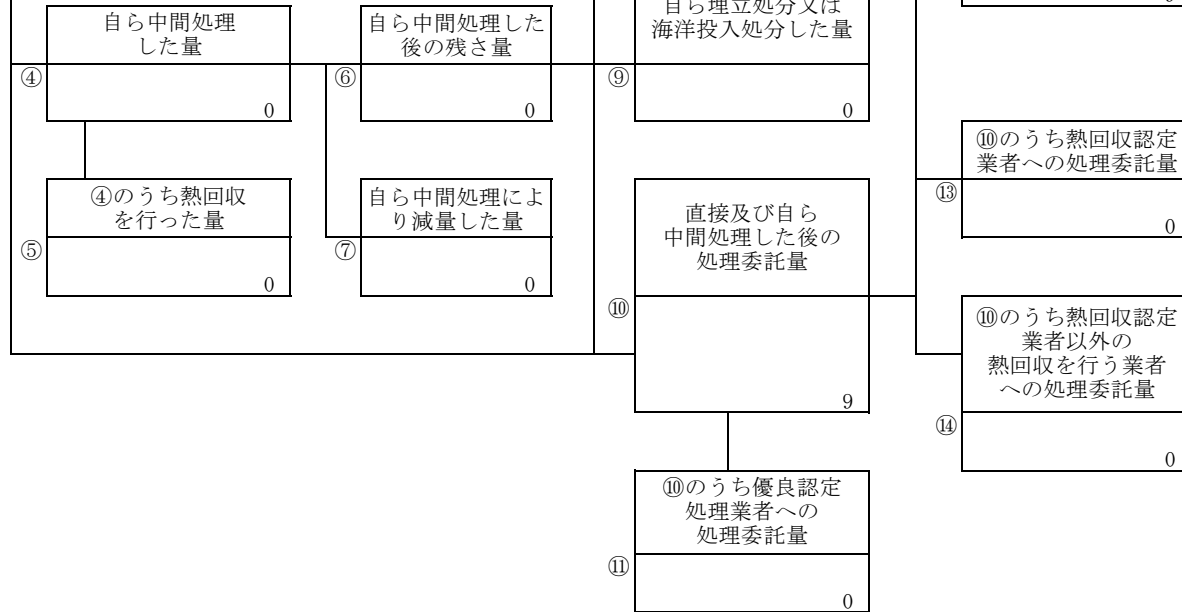 自ら中間処理
した量
④
0
自ら中間処理した
後の残さ量
⑥
0
自ら埋立処分又は
海洋投入処分した量
⑨
0
④のうち熱回収
を行った量
⑤
0
自ら中間処理によ
り減量した量
⑦
0
直接及び自ら
中間処理した後の
処理委託量
⑩
9
⑩のうち優良認定
処理業者への
処理委託量
⑪
0
⑩のうち熱回収認定
業者への処理委託量
⑬
0
⑩のうち熱回収認定
業者以外の
熱回収を行う業者
への処理委託量
⑭
0